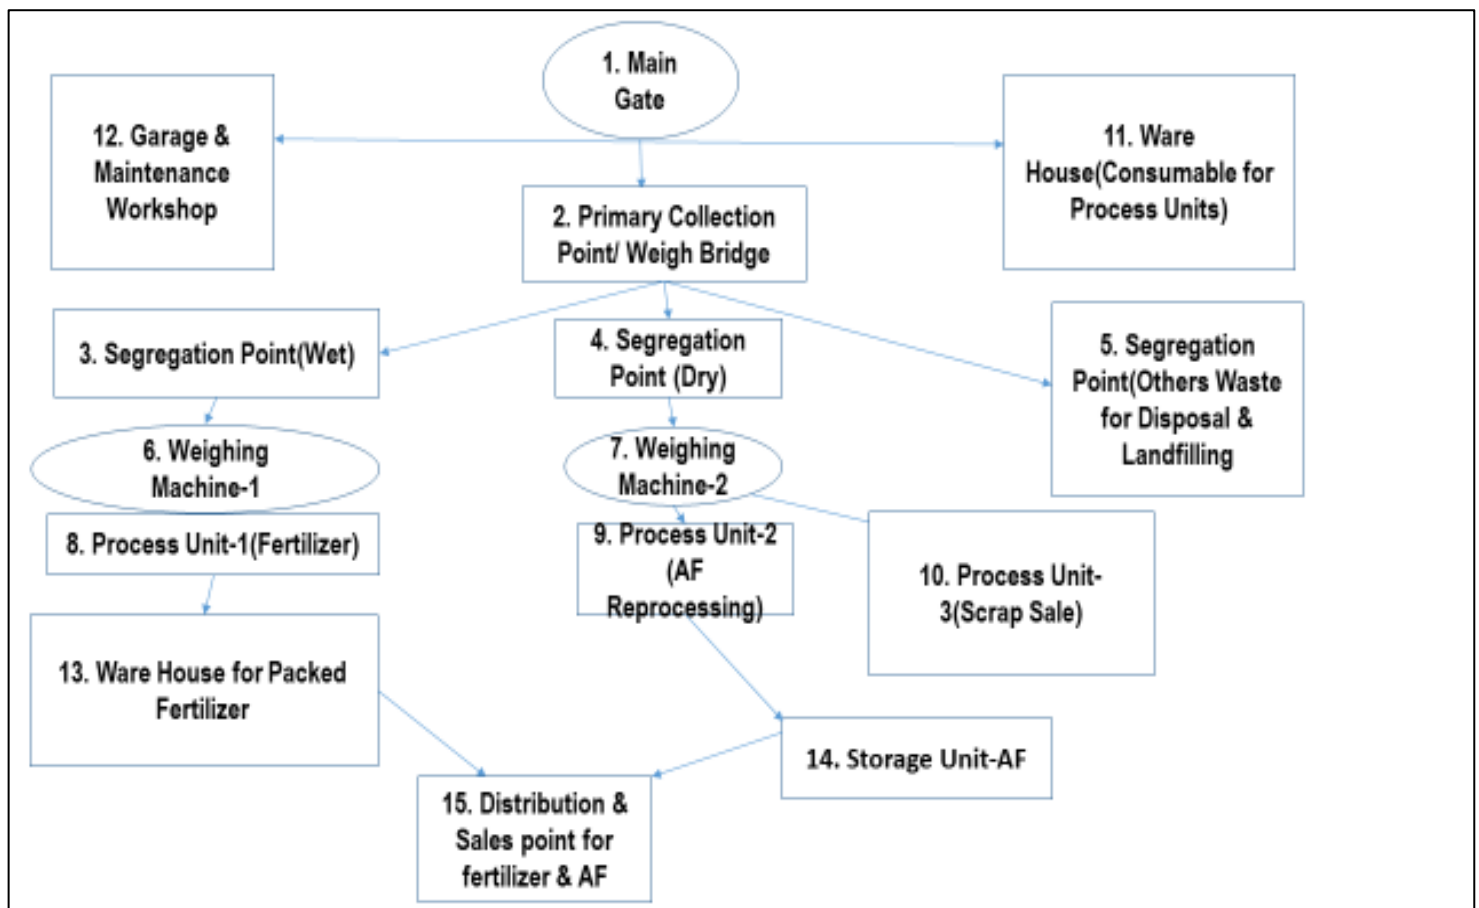 1. Main
Gate
12. Garage &
Maintenance
Workshop
11. Ware
House(Consumable for
Process Units)
2. Primary Collection
Point/ Weigh Bridge
3. Segregation Point(Wet)
4. Segregation
Point (Dry)
5. Segregation
Point(Others Waste
for Disposal &
Landfilling
6. Weighing
Machine-1
7. Weighing
Machine-2
8. Process Unit-1(Fertilizer)
9. Process Unit-2
(AF
Reprocessing)
10. Process Unit-
3(Scrap Sale)
13. Ware House for Packed
Fertilizer
14. Storage Unit-AF
15. Distribution &
Sales point for
fertilizer & AF